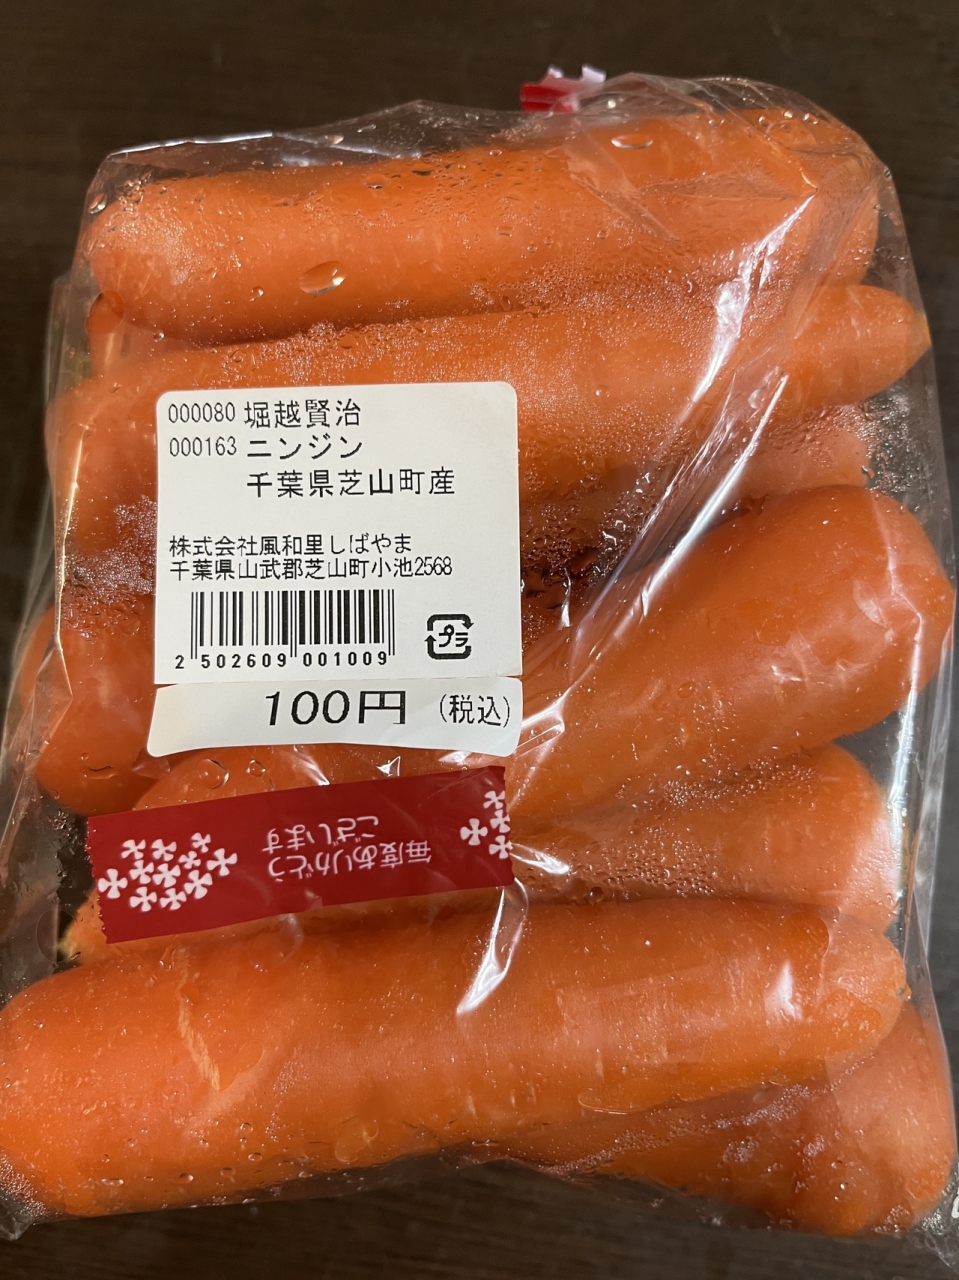 000080 堀越賢治
000163 ニンジン
千葉県芝山町産
株式会社風和里しばやま
千葉県山武郡芝山町小池2568
プラ
2 502609 001009
100円 (税込)
毎度ありがとう
ございます